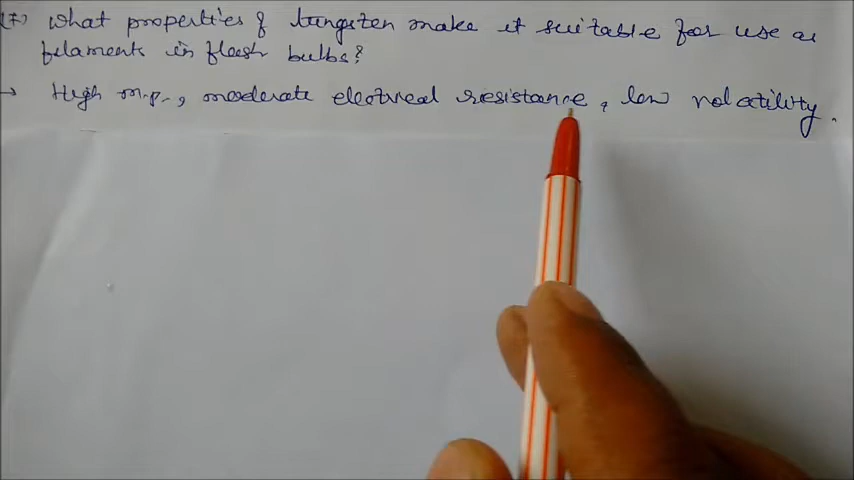 (7) What properties of tungsten make it suitable for use as
filaments in flash bulbs?
→ High m.p., moderate electrical resistance, low volatility.